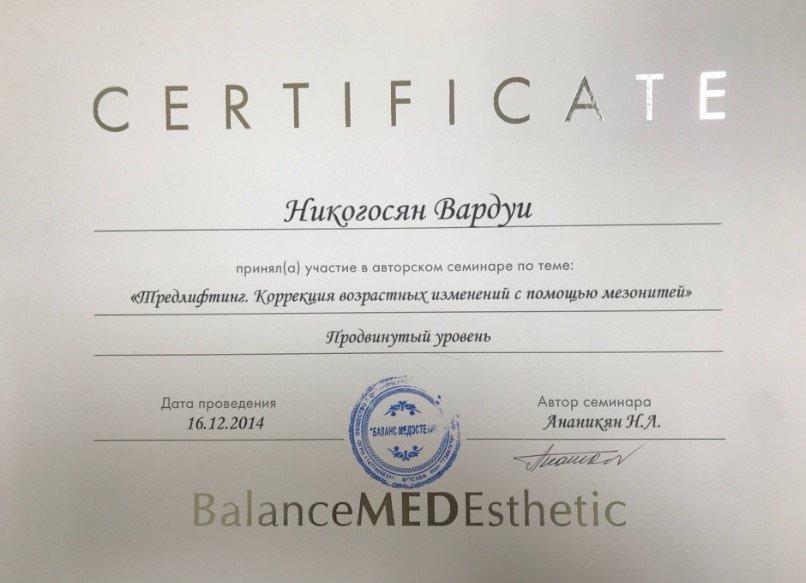 CERTIFICATE
Никогосян Вардуи
принял(а) участие в авторском семинаре по теме:
«Тредлифтинг. Коррекция возрастных изменений с помощью мезонитей»
Продвинутый уровень
Дата проведения
16.12.2014
Автор семинара
Ананикян Н.Л.
"БАЛАНС МЕДЭСТЕТИК"
МОСКВА
BalanceMEDEsthetic